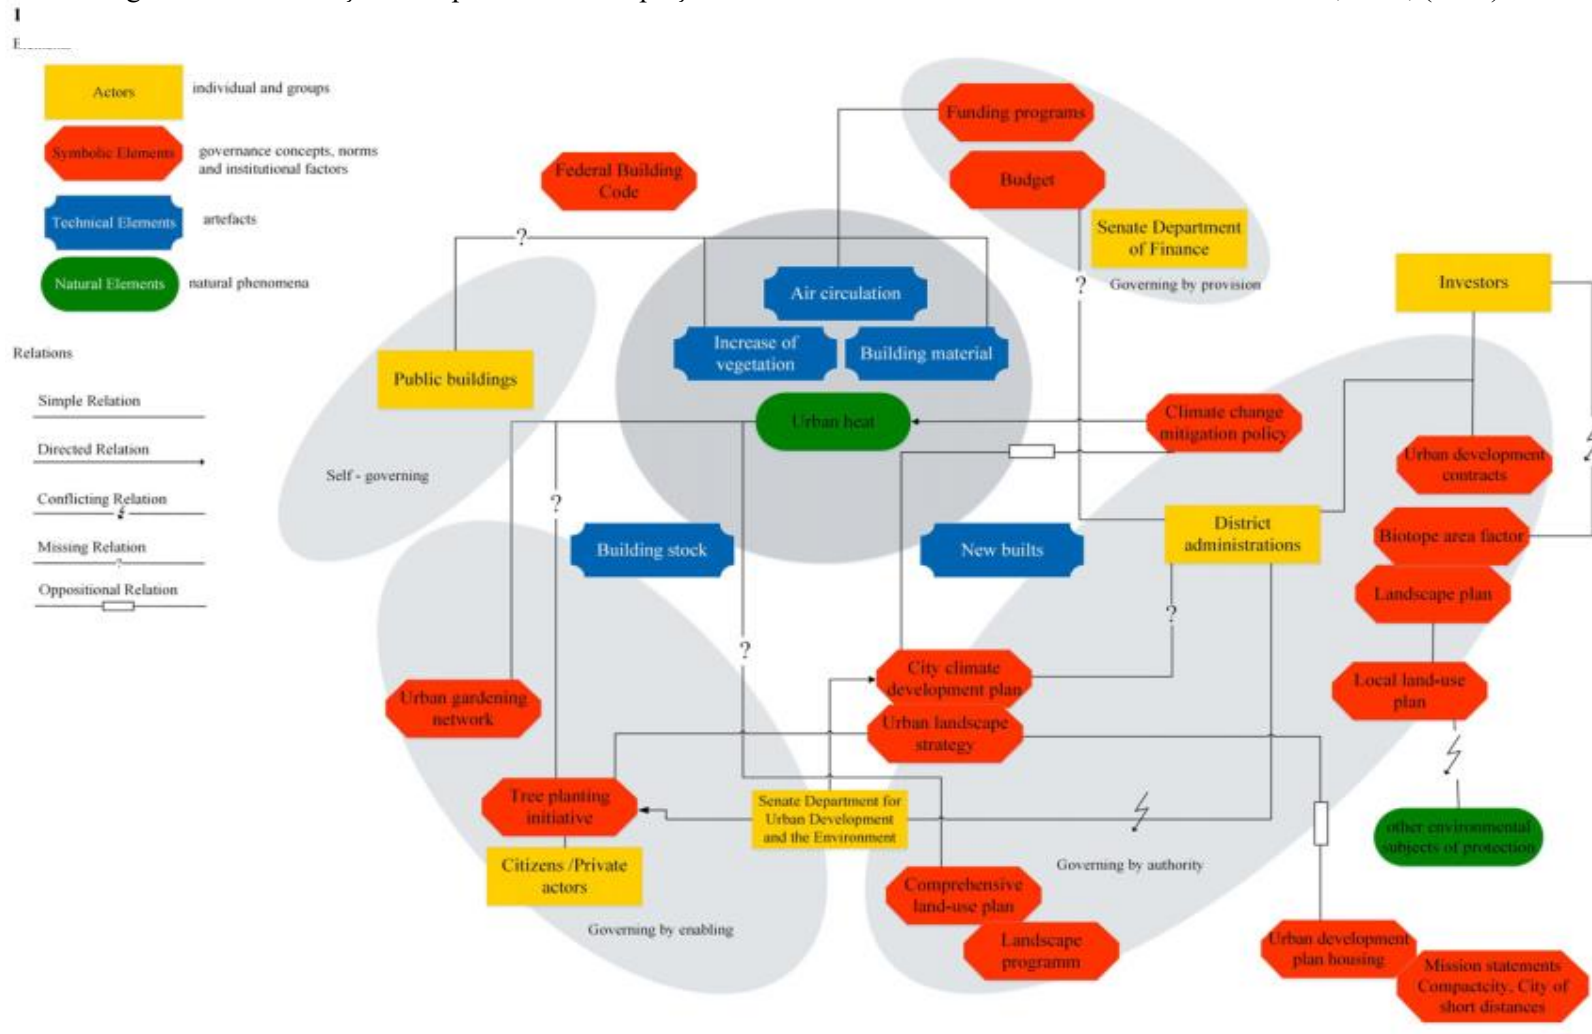 Actors
individual and groups
Symbolic Elements
governance concepts, norms
and institutional factors
Technical Elements
artefacts
Natural Elements
natural phenomena
Relations
Simple Relation
Directed Relation
Conflicting Relation
Missing Relation
?
Oppositional Relation
Funding programs
Budget
Senate Department
of Finance
Governing by provision
Federal Building
Code
?
?
Air circulation
Increase of
vegetation
Building material
Urban heat
Public buildings
Self - governing
Investors
Climate change
mitigation policy
Urban development
contracts
Biotope area factor
Landscape plan
Local land-use
plan
other environmental
subjects of protection
District
administrations
?
Building stock
New builts
?
?
City climate
development plan
Urban landscape
strategy
Urban gardening
network
Tree planting
initiative
Citizens /Private
actors
Governing by enabling
Senate Department for
Urban Development
and the Environment
Governing by authority
Comprehensive
land-use plan
Landscape
programm
Urban development
plan housing
Mission statements
Compactcity, City of
short distances